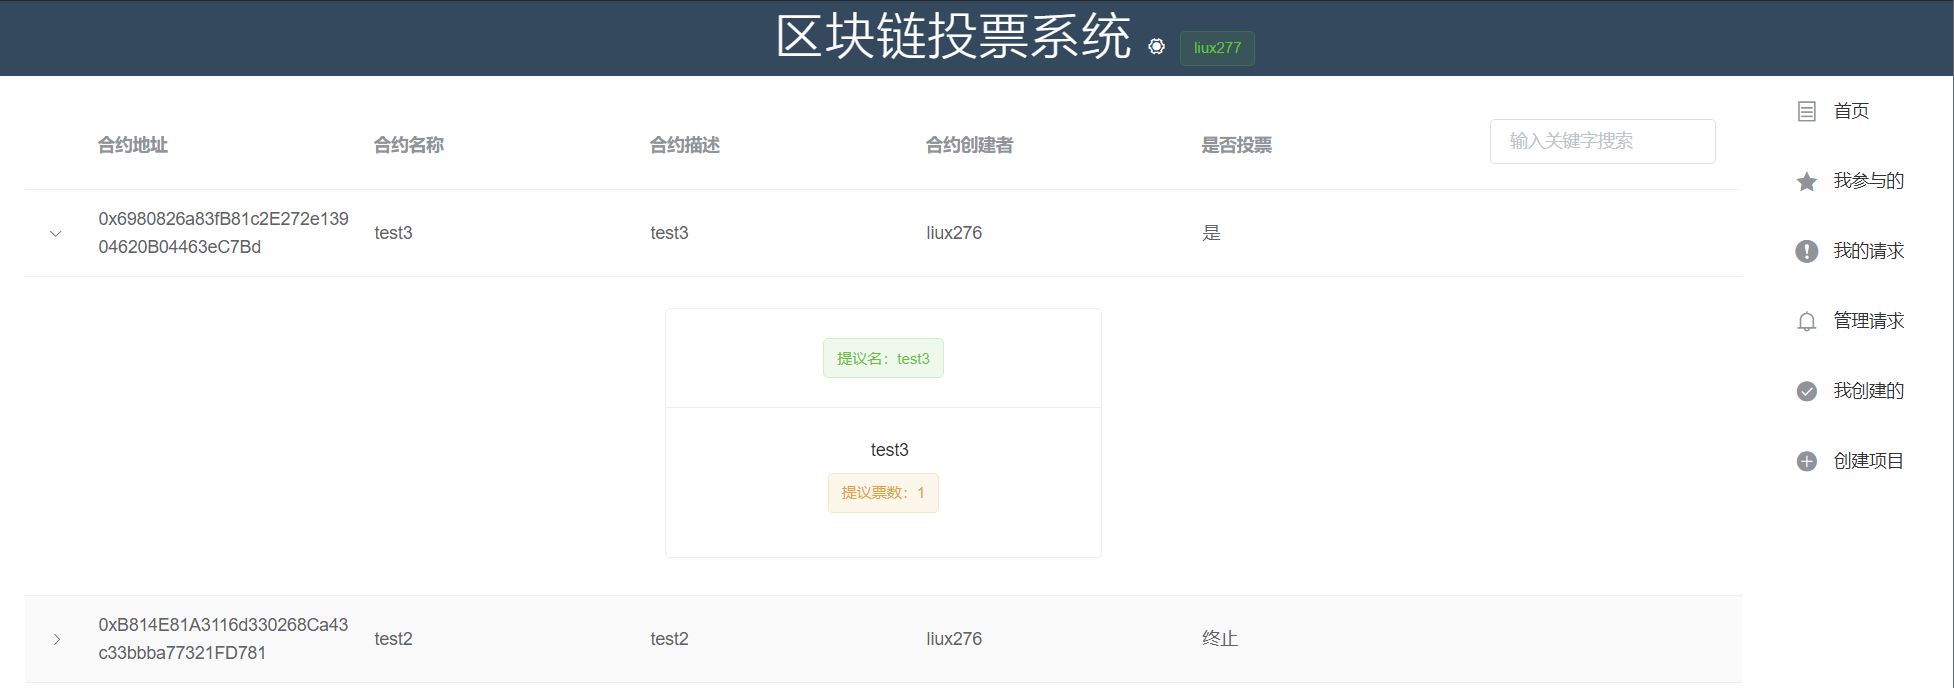 区块链投票系统
liux277
合约地址 合约名称 合约描述 合约创建者 是否投票 输入关键字搜索
0x6980826a83fB81c2E272e139
04620B04463eC7Bd
test3 test3 liux276 是
提议名：test3
test3
提议票数：1
0xB814E81A3116d330268Ca43
c33bbba77321FD781
test2 test2 liux276 终止
首页
我参与的
我的请求
管理请求
我创建的
创建项目